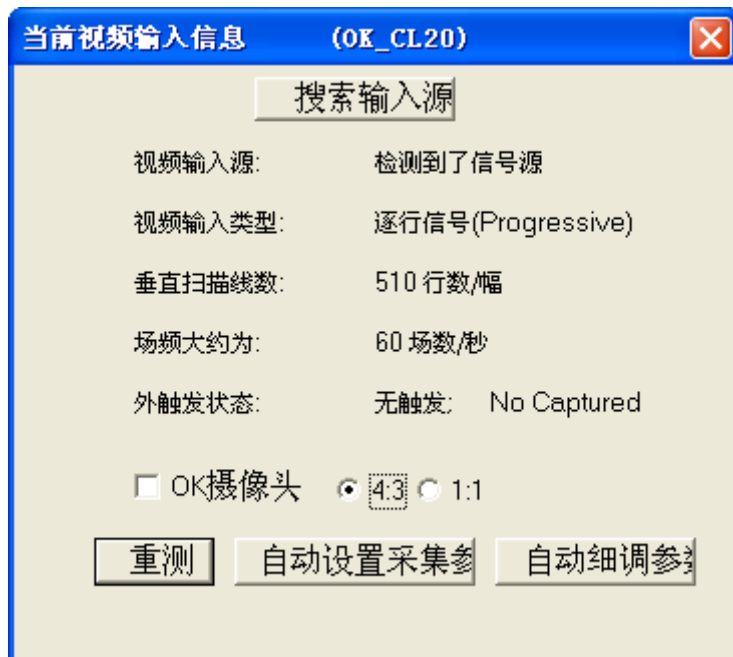 当前视频输入信息 (OK_CL20)
搜索输入源
视频输入源: 检测到了信号源
视频输入类型: 逐行信号(Progressive)
垂直扫描线数: 510 行数/幅
场频大约为: 60 场数/秒
外触发状态: 无触发; No Captured
OK摄像头 4:3 1:1
重测 自动设置采集参 自动细调参数